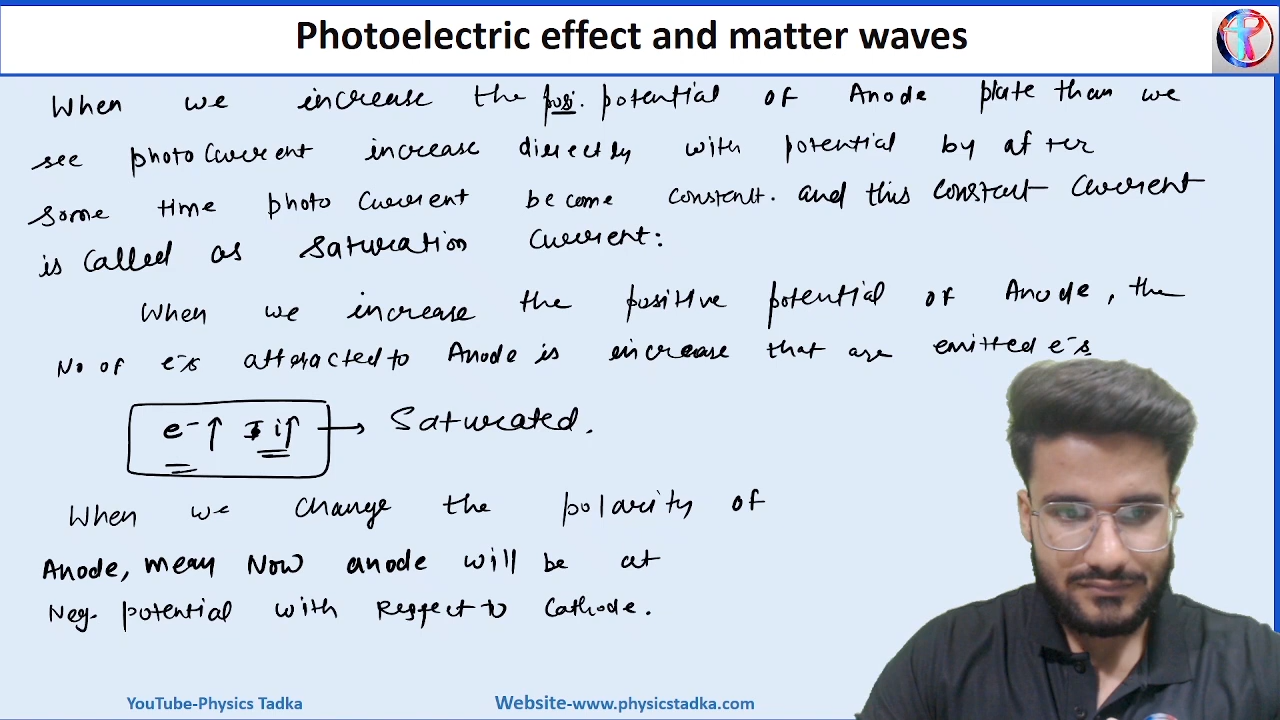 Photoelectric effect and matter waves
When we increase the posi. potential of Anode plate than we
see photo Current increase directly with potential by after
some time photo Current become constent. and this constant Current
is called as Saturation Current:
When we increase the positive potential of Anode, the
No of e-s attaracted to Anode is increase that are emitted e-s
e-↑ i↑ → Saturated.
When we change the polarity of
Anode, mean Now anode will be at
Neg. potential with Respect to Cathode.
YouTube-Physics Tadka
Website-www.physicstadka.com